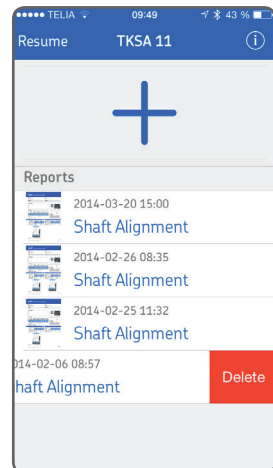 TELIA 09:49 43 %
Resume TKSA 11 i
Reports
2014-03-20 15:00
Shaft Alignment
2014-02-26 08:35
Shaft Alignment
2014-02-25 11:32
Shaft Alignment
014-02-06 08:57
haft Alignment
Delete